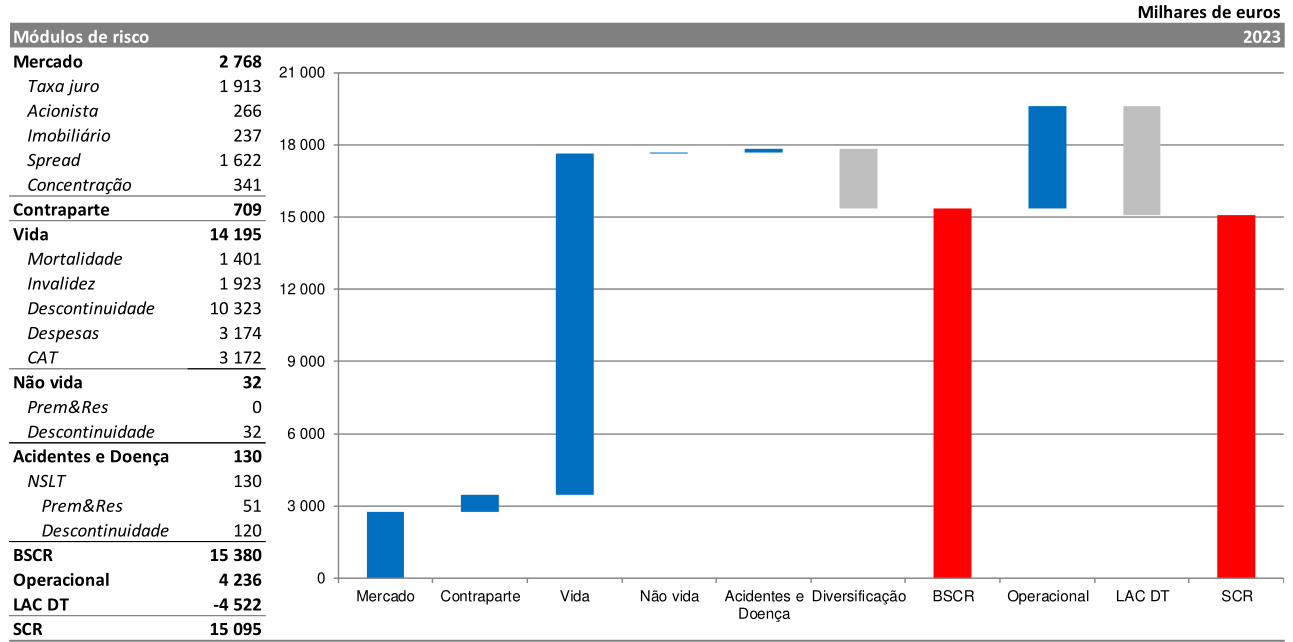 Milhares de euros
Módulos de risco 2023
Mercado 2 768
Taxa juro 1 913
Acionista 266
Imobiliário 237
Spread 1 622
Concentração 341
Contraparte 709
Vida 14 195
Mortalidade 1 401
Invalidez 1 923
Descontinuidade 10 323
Despesas 3 174
CAT 3 172
Não vida 32
Prem&Res 0
Descontinuidade 32
Acidentes e Doença 130
NSLT 130
Prem&Res 51
Descontinuidade 120
BSCR 15 380
Operacional 4 236
LAC DT -4 522
SCR 15 095
21 000
18 000
15 000
12 000
9 000
6 000
3 000
0
Mercado Contraparte Vida Não vida Acidentes e Diversificação BSCR Operacional LAC DT SCR
Doença